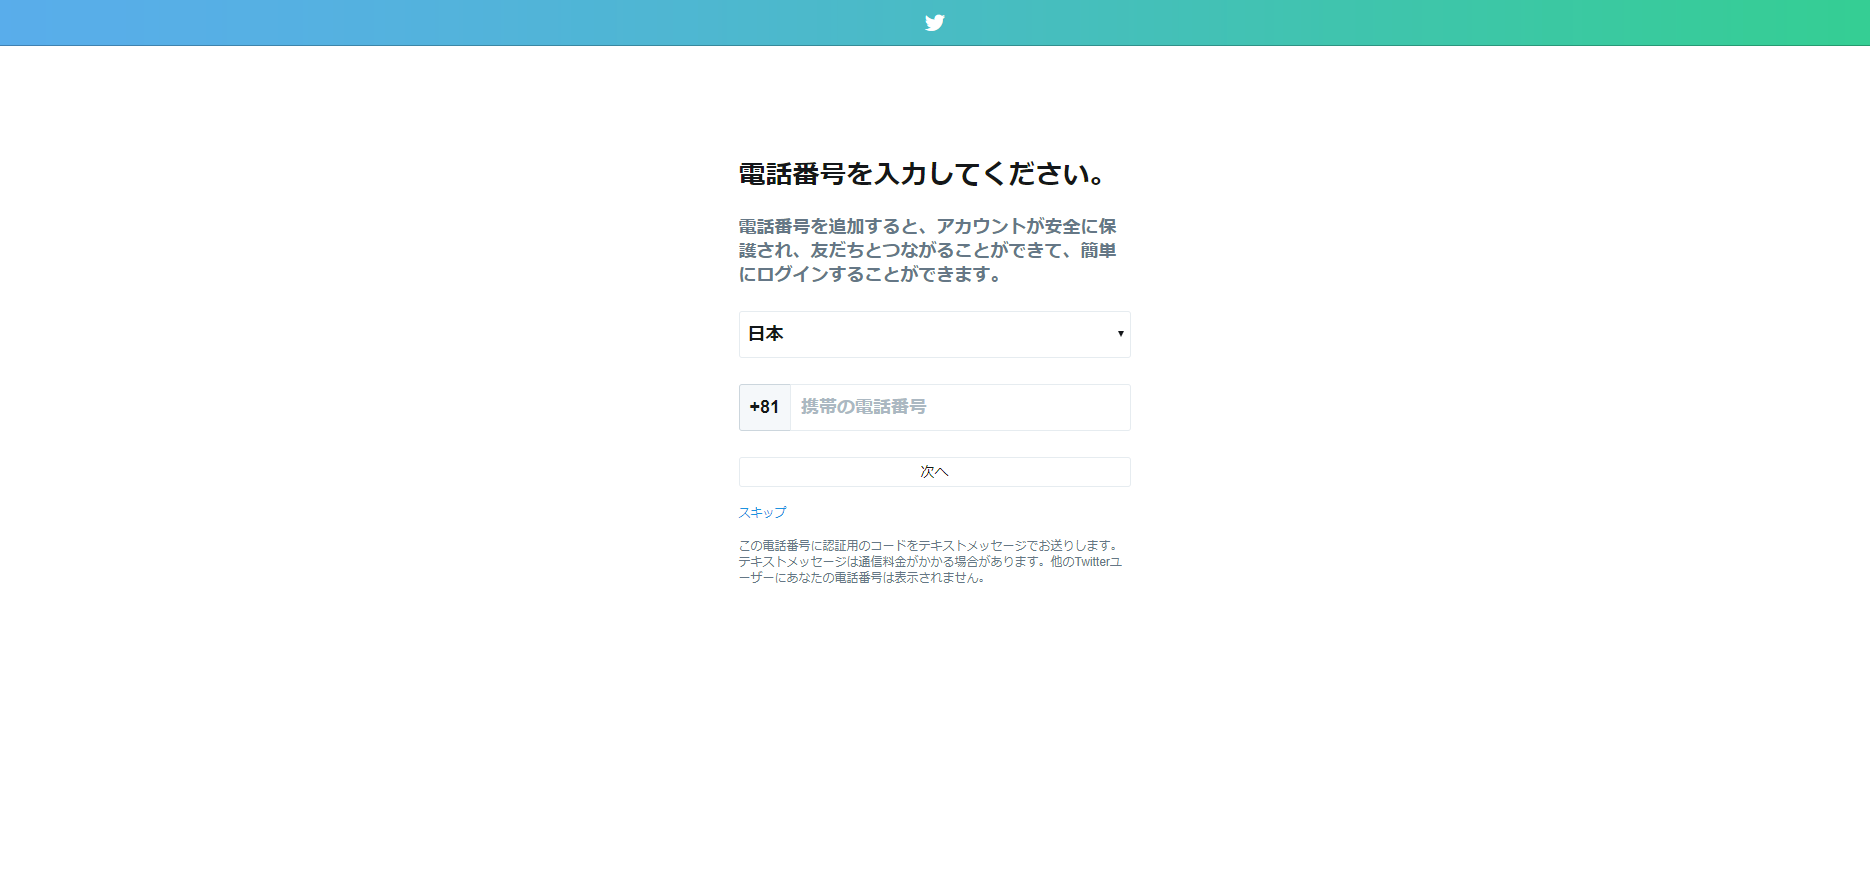 電話番号を入力してください。
電話番号を追加すると、アカウントが安全に保
護され、友だちとつながることができて、簡単
にログインすることができます。
日本
+81 携帯の電話番号
次へ
スキップ
この電話番号に認証用のコードをテキストメッセージでお送りします。
テキストメッセージは通信料金がかかる場合があります。他のTwitterユ
ーザーにあなたの電話番号は表示されません。